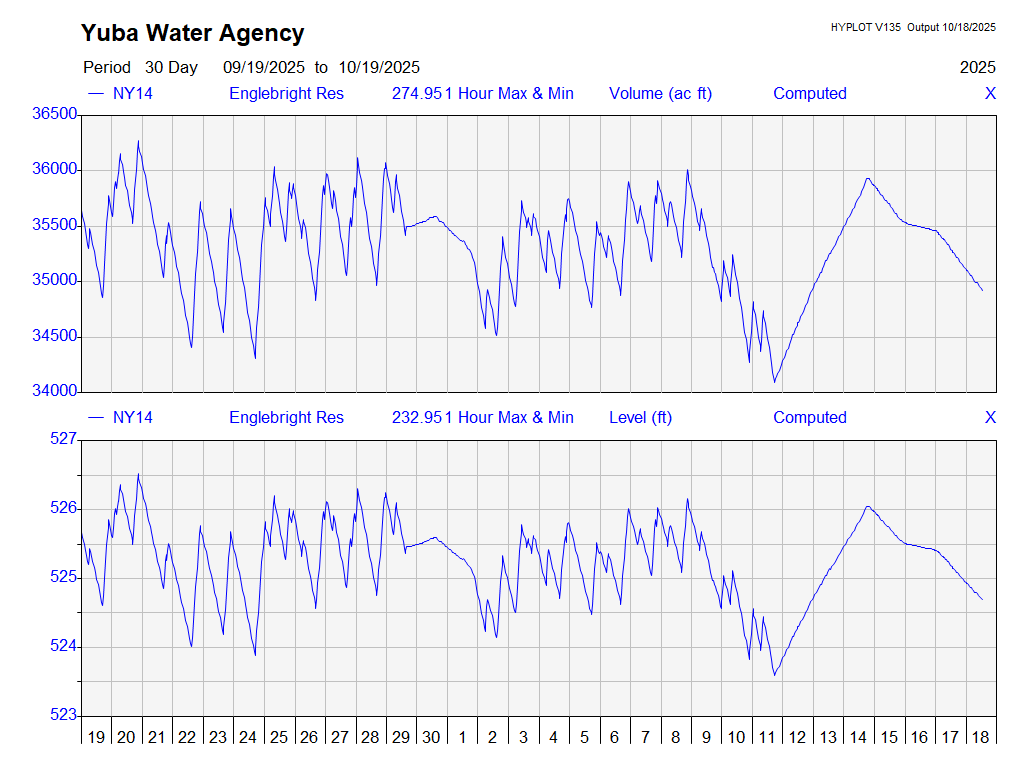 Yuba Water Agency
HYPLOT V135 Output 10/18/2025
Period 30 Day 09/19/2025 to 10/19/2025 2025
NY14 Englebright Res 274.951 Hour Max & Min Volume (ac ft) Computed X
36500
36000
35500
35000
34500
34000
NY14 Englebright Res 232.951 Hour Max & Min Level (ft) Computed X
527
526
525
524
523
19 20 21 22 23 24 25 26 27 28 29 30 1 2 3 4 5 6 7 8 9 10 11 12 13 14 15 16 17 18